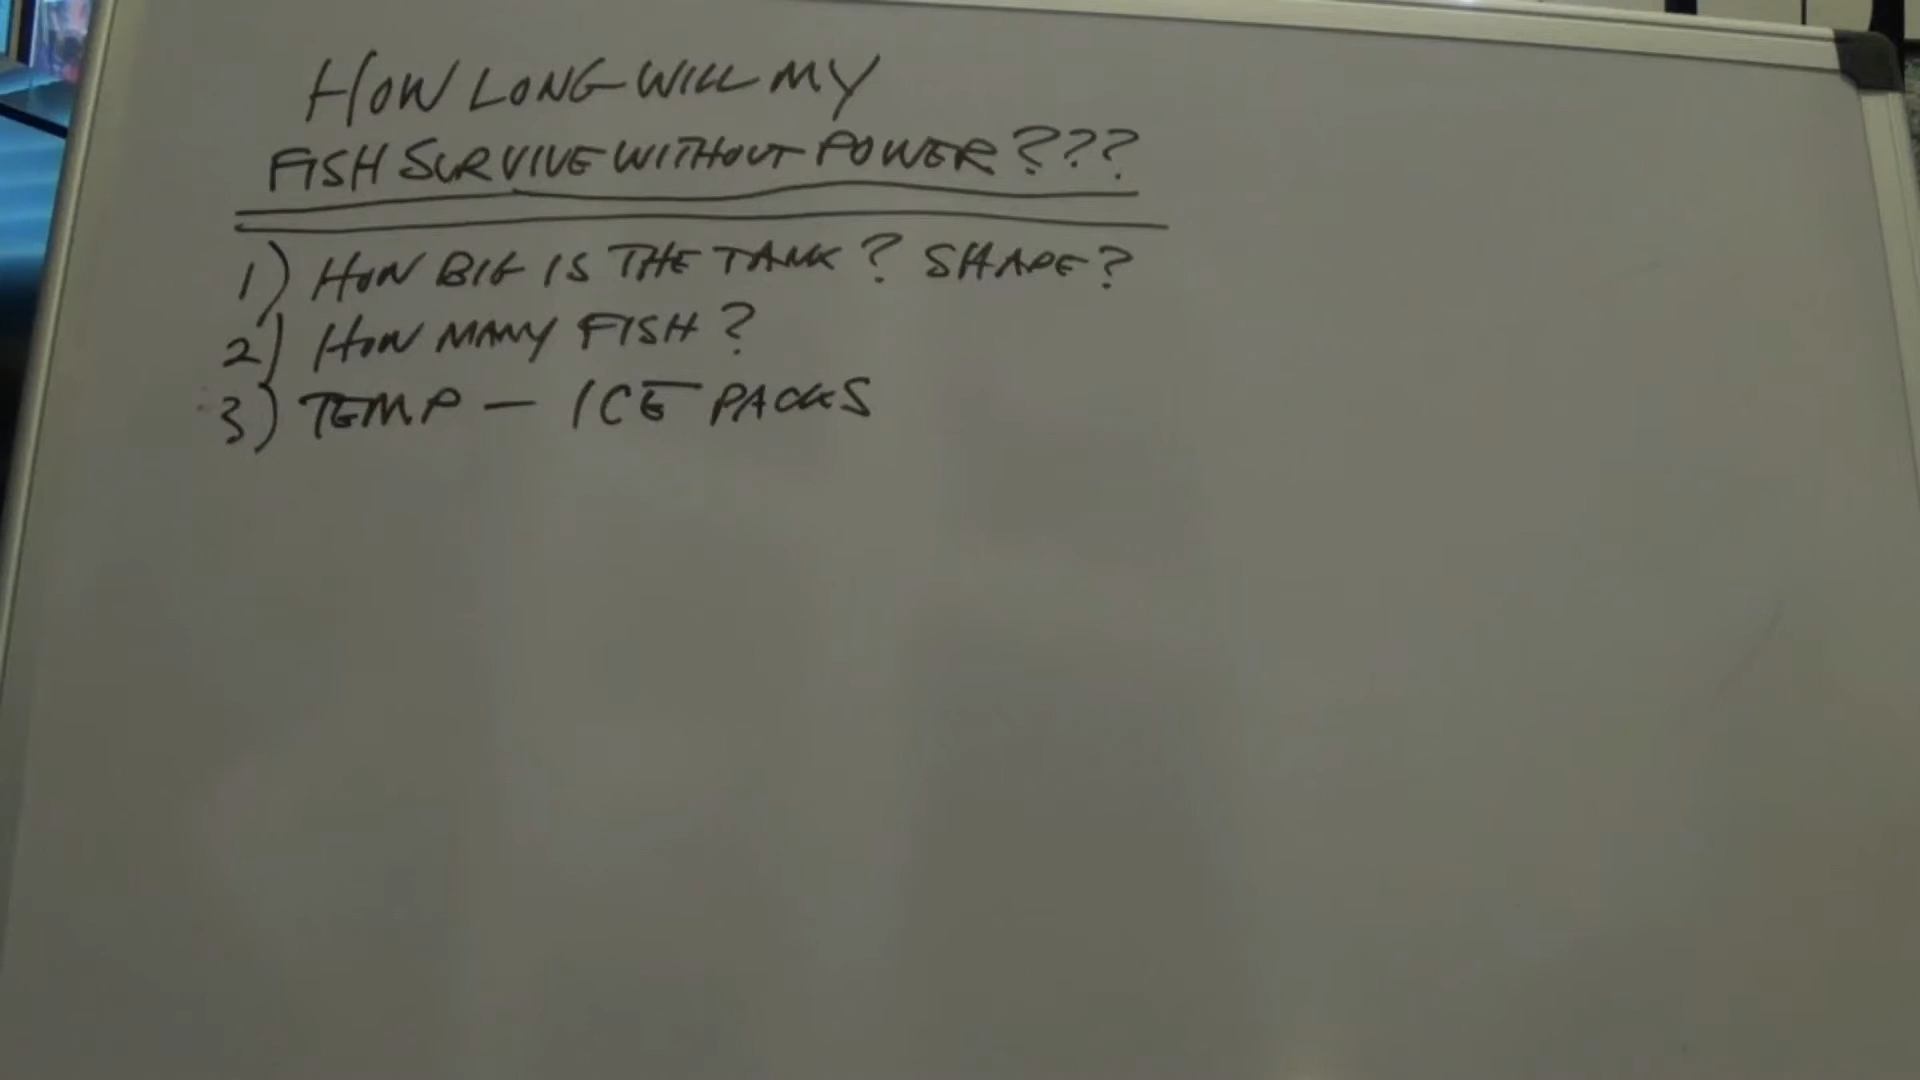 HOW LONG WILL MY
FISH SURVIVE WITHOUT POWER???
1) HOW BIG IS THE TANK? SHAPE?
2) HOW MANY FISH?
3) TEMP - ICE PACKS